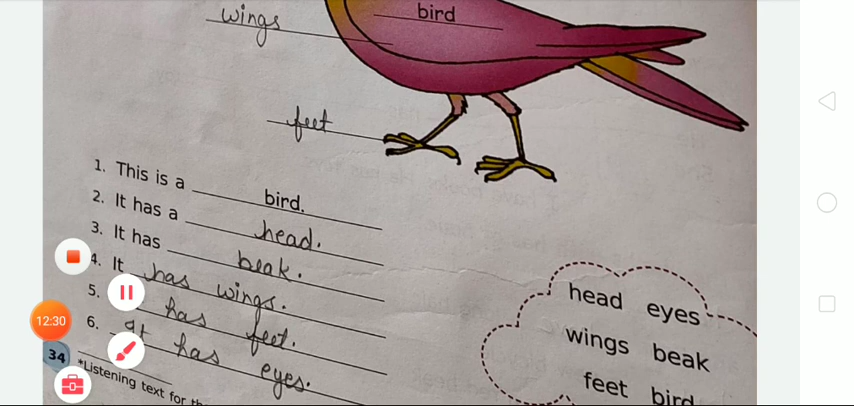 wings
bird
feet
1. This is a bird.
2. It has a head.
3. It has beak.
4. It has wings.
5. has feet.
6. It has eyes.
head eyes
wings beak
feet bird
34
*Listening text for
12:30